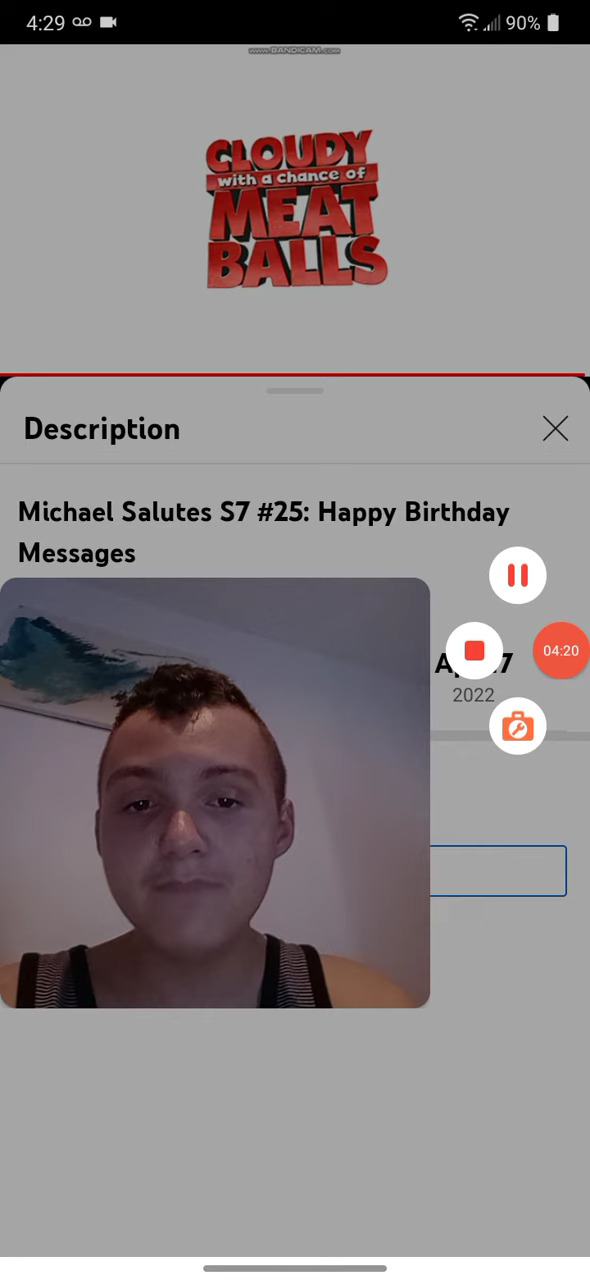 4:29
90%
WWW.BANDICAM.COM
CLOUDY
with a chance of
MEAT
BALLS
Description
Michael Salutes S7 #25: Happy Birthday
Messages
04:20
2022